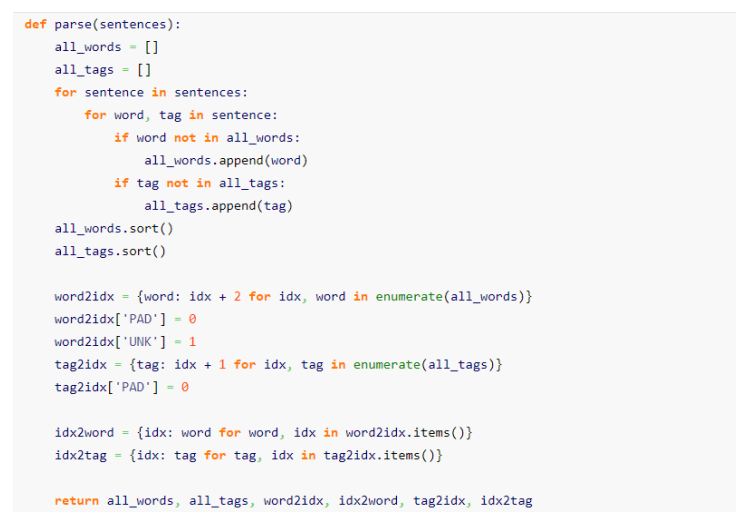 def parse(sentences):
    all_words = []
    all_tags = []
    for sentence in sentences:
        for word, tag in sentence:
            if word not in all_words:
                all_words.append(word)
            if tag not in all_tags:
                all_tags.append(tag)
    all_words.sort()
    all_tags.sort()

    word2idx = {word: idx + 2 for idx, word in enumerate(all_words)}
    word2idx['PAD'] = 0
    word2idx['UNK'] = 1
    tag2idx = {tag: idx + 1 for idx, tag in enumerate(all_tags)}
    tag2idx['PAD'] = 0

    idx2word = {idx: word for word, idx in word2idx.items()}
    idx2tag = {idx: tag for tag, idx in tag2idx.items()}

    return all_words, all_tags, word2idx, idx2word, tag2idx, idx2tag